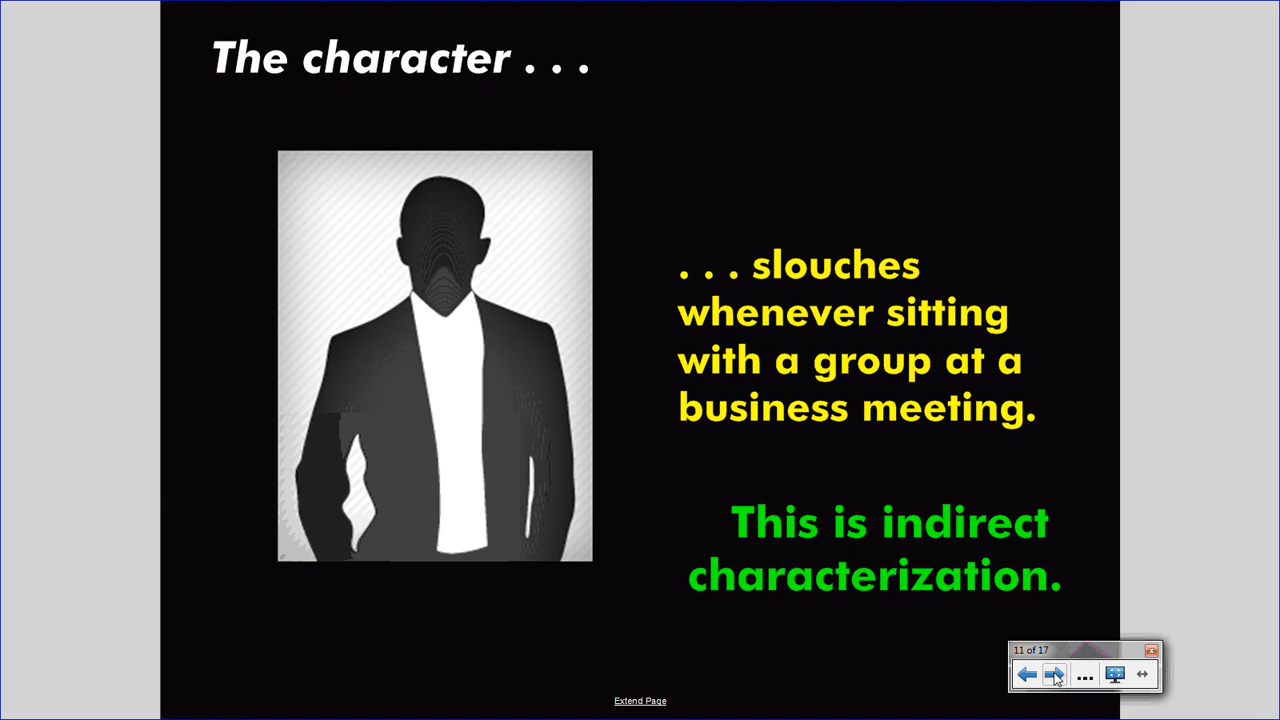 The character . . .
. . . slouches
whenever sitting
with a group at a
business meeting.
This is indirect
characterization.
11 of 17
...
Extend Page